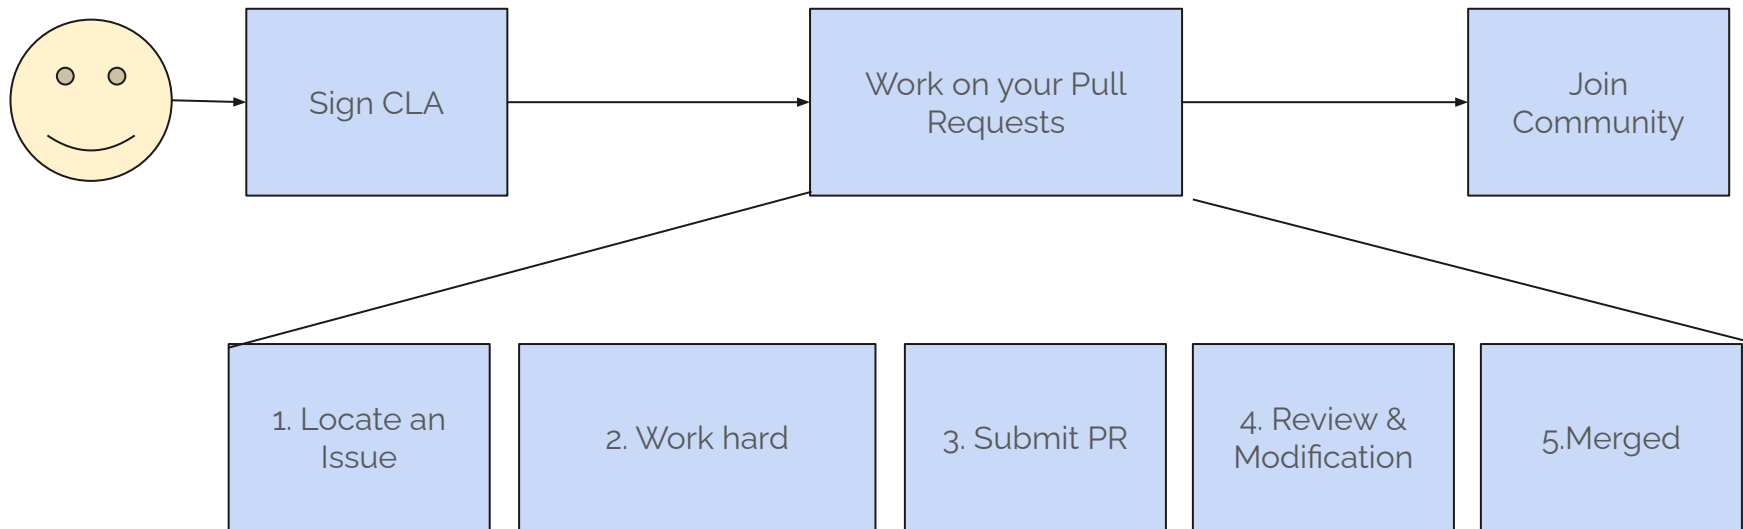 Sign CLA
Work on your Pull
Requests
Join
Community
1. Locate an
Issue
2. Work hard
3. Submit PR
4. Review &
Modification
5.Merged